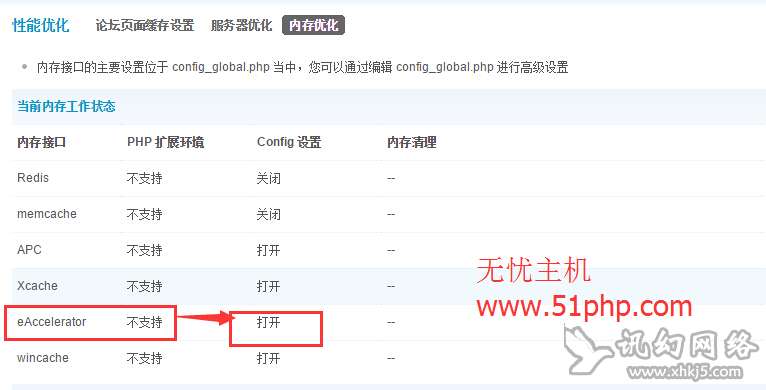 性能优化 论坛页面缓存设置 服务器优化 内存优化
内存接口的主要设置位于 config_global.php 当中，您可以通过编辑 config_global.php 进行高级设置
当前内存工作状态
内存接口 PHP 扩展环境 Config 设置 内存清理
Redis 不支持 关闭 --
memcache 不支持 关闭 --
APC 不支持 打开 --
Xcache 不支持 打开 --
eAccelerator 不支持 打开 --
wincache 不支持 打开 --
无忧主机
www.51php.com
讯幻网络
www.xhkj5.com